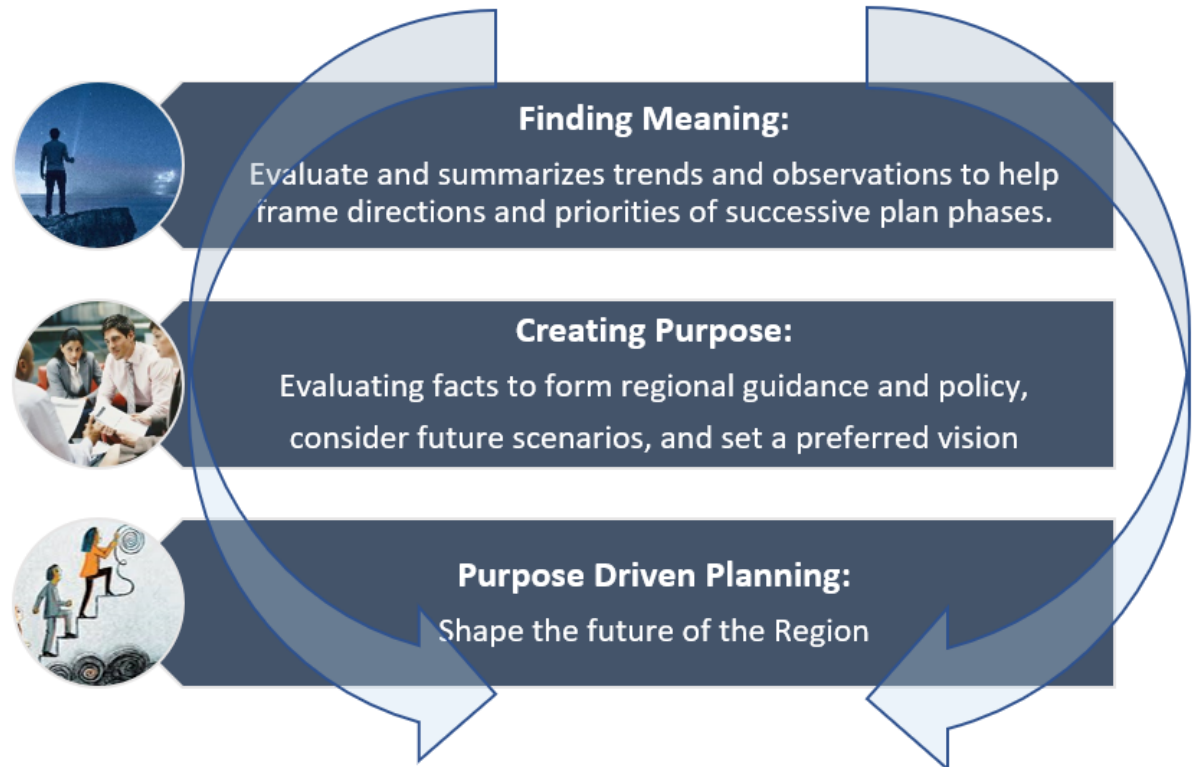 Finding Meaning:
Evaluate and summarizes trends and observations to help
frame directions and priorities of successive plan phases.
Creating Purpose:
Evaluating facts to form regional guidance and policy,
consider future scenarios, and set a preferred vision
Purpose Driven Planning:
Shape the future of the Region